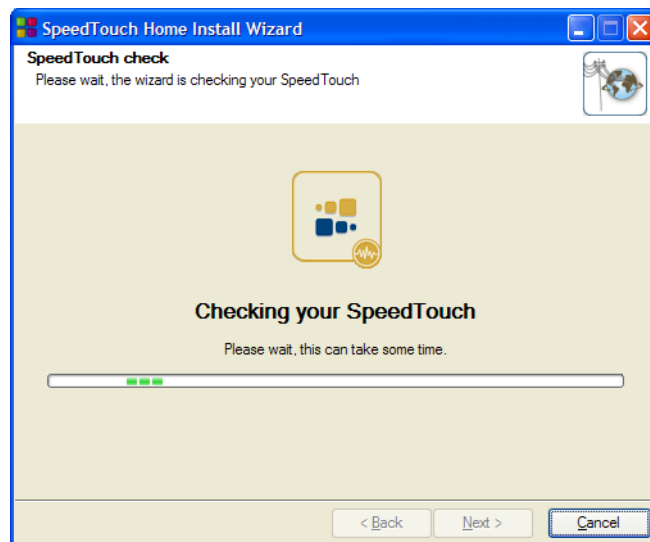 SpeedTouch Home Install Wizard
SpeedTouch check
Please wait, the wizard is checking your SpeedTouch
Checking your SpeedTouch
Please wait, this can take some time.
< Back Next > Cancel